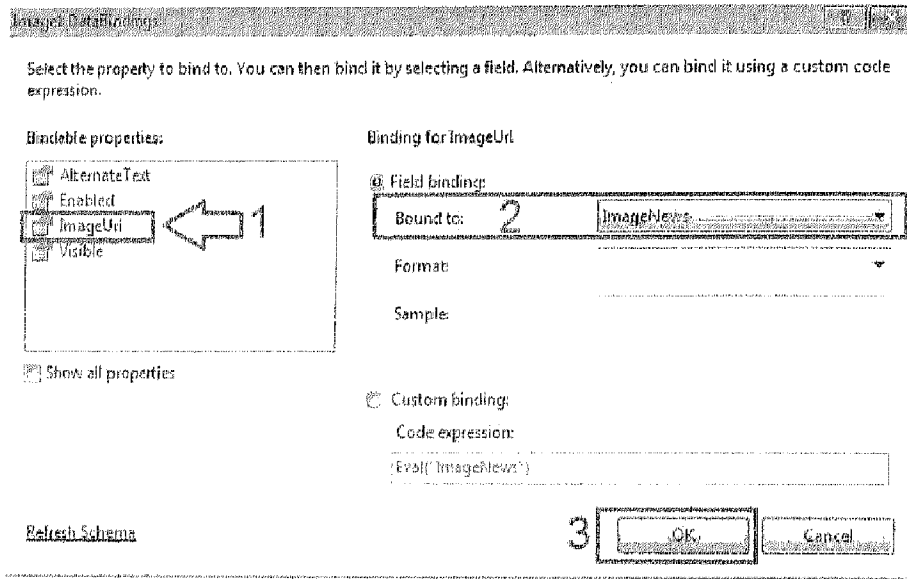 Image1 DataBindings
Select the property to bind to. You can then bind it by selecting a field. Alternatively, you can bind it using a custom code
expression.
Bindable properties:
AlternateText
Enabled
ImageUrl
Visible
1
Show all properties
Binding for ImageUrl
Field binding:
Bound to: 2 ImageNews
Format:
Sample:
Custom binding:
Code expression:
Eval("ImageNews")
Refresh Schema
3 OK Cancel